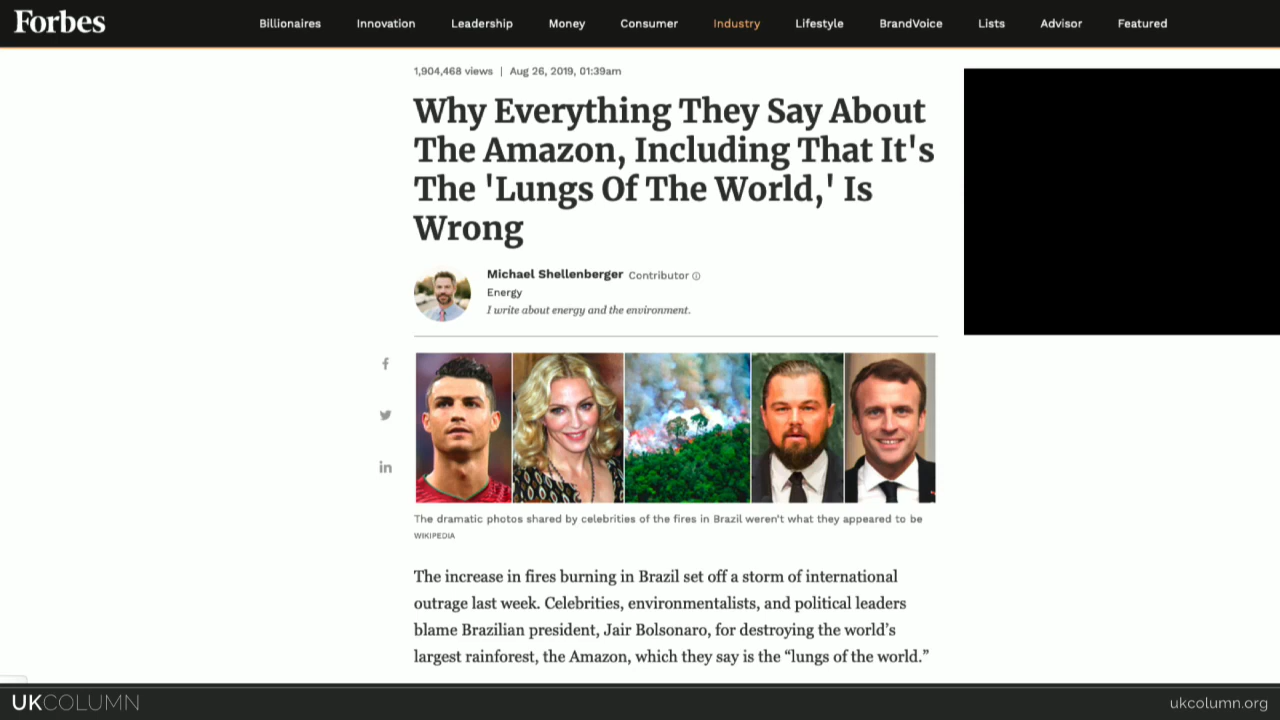 Forbes
Billionaires Innovation Leadership Money Consumer Industry Lifestyle BrandVoice Lists Advisor Featured
1,904,468 views | Aug 26, 2019, 01:39am
Why Everything They Say About
The Amazon, Including That It's
The 'Lungs Of The World,' Is
Wrong
Michael Shellenberger Contributor
Energy
I write about energy and the environment.
The dramatic photos shared by celebrities of the fires in Brazil weren't what they appeared to be
WIKIPEDIA
The increase in fires burning in Brazil set off a storm of international
outrage last week. Celebrities, environmentalists, and political leaders
blame Brazilian president, Jair Bolsonaro, for destroying the world’s
largest rainforest, the Amazon, which they say is the “lungs of the world.”
UKCOLUMN
ukcolumn.org